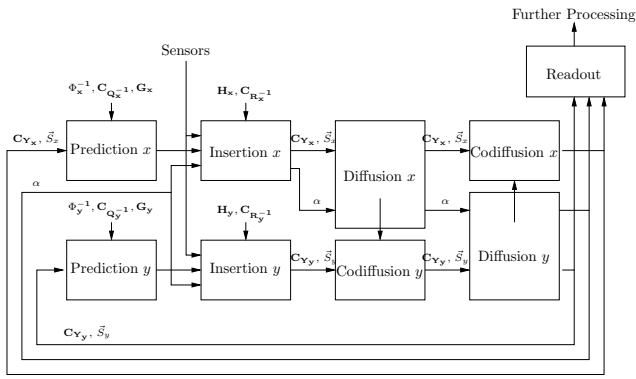 Further Processing
Sensors
Readout
Φ_x^{-1}, C_{Q_x^{-1}}, G_x
H_x, C_{R_x^{-1}}
C_{Y_x}, S⃗_x
Prediction x
Insertion x
C_{Y_x}, S⃗_x
Diffusion x
C_{Y_x}, S⃗_x
Codiffusion x
α
α
α
Φ_y^{-1}, C_{Q_y^{-1}}, G_y
H_y, C_{R_y^{-1}}
Prediction y
Insertion y
C_{Y_y}, S⃗_y
Codiffusion y
C_{Y_y}, S⃗_y
Diffusion y
C_{Y_y}, S⃗_y